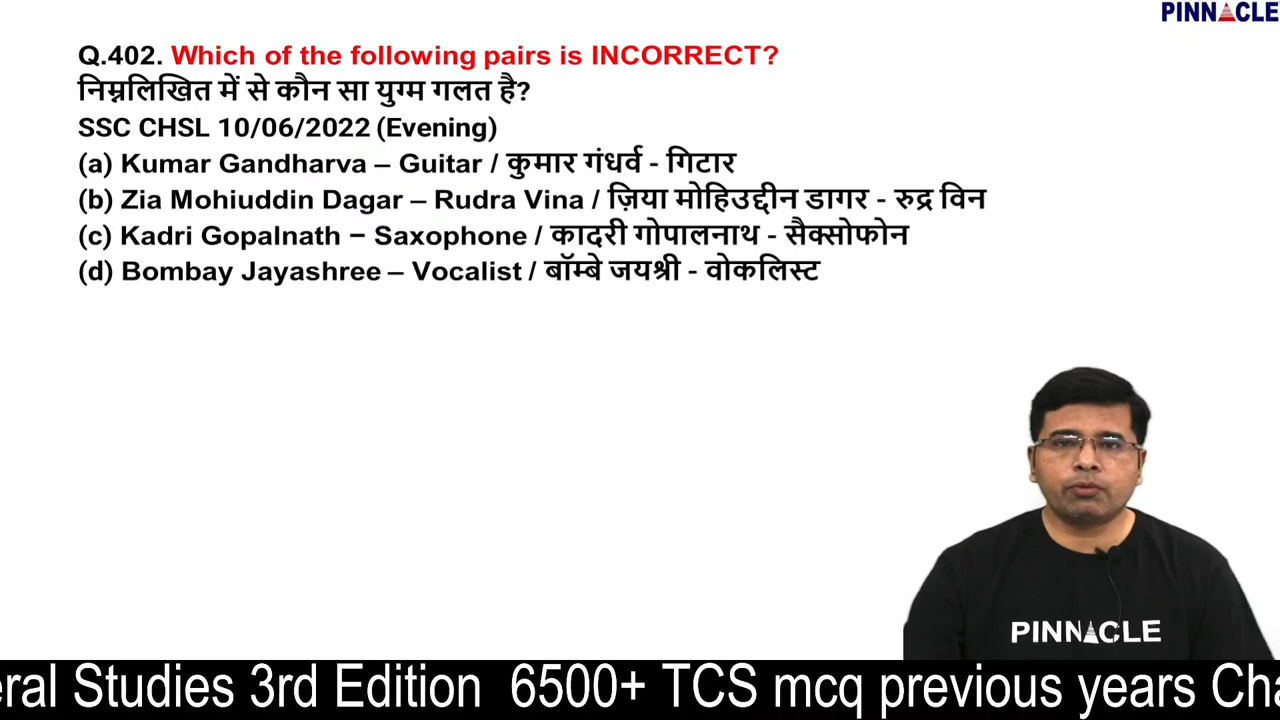 PINNACLE
Q.402. Which of the following pairs is INCORRECT?
निम्नलिखित में से कौन सा युग्म गलत है?
SSC CHSL 10/06/2022 (Evening)
(a) Kumar Gandharva – Guitar / कुमार गंधर्व - गिटार
(b) Zia Mohiuddin Dagar – Rudra Vina / ज़िया मोहिउद्दीन डागर - रुद्र विन
(c) Kadri Gopalnath − Saxophone / कादरी गोपालनाथ - सैक्सोफोन
(d) Bombay Jayashree – Vocalist / बॉम्बे जयश्री - वोकलिस्ट
PINNACLE
eral Studies 3rd Edition 6500+ TCS mcq previous years Cha